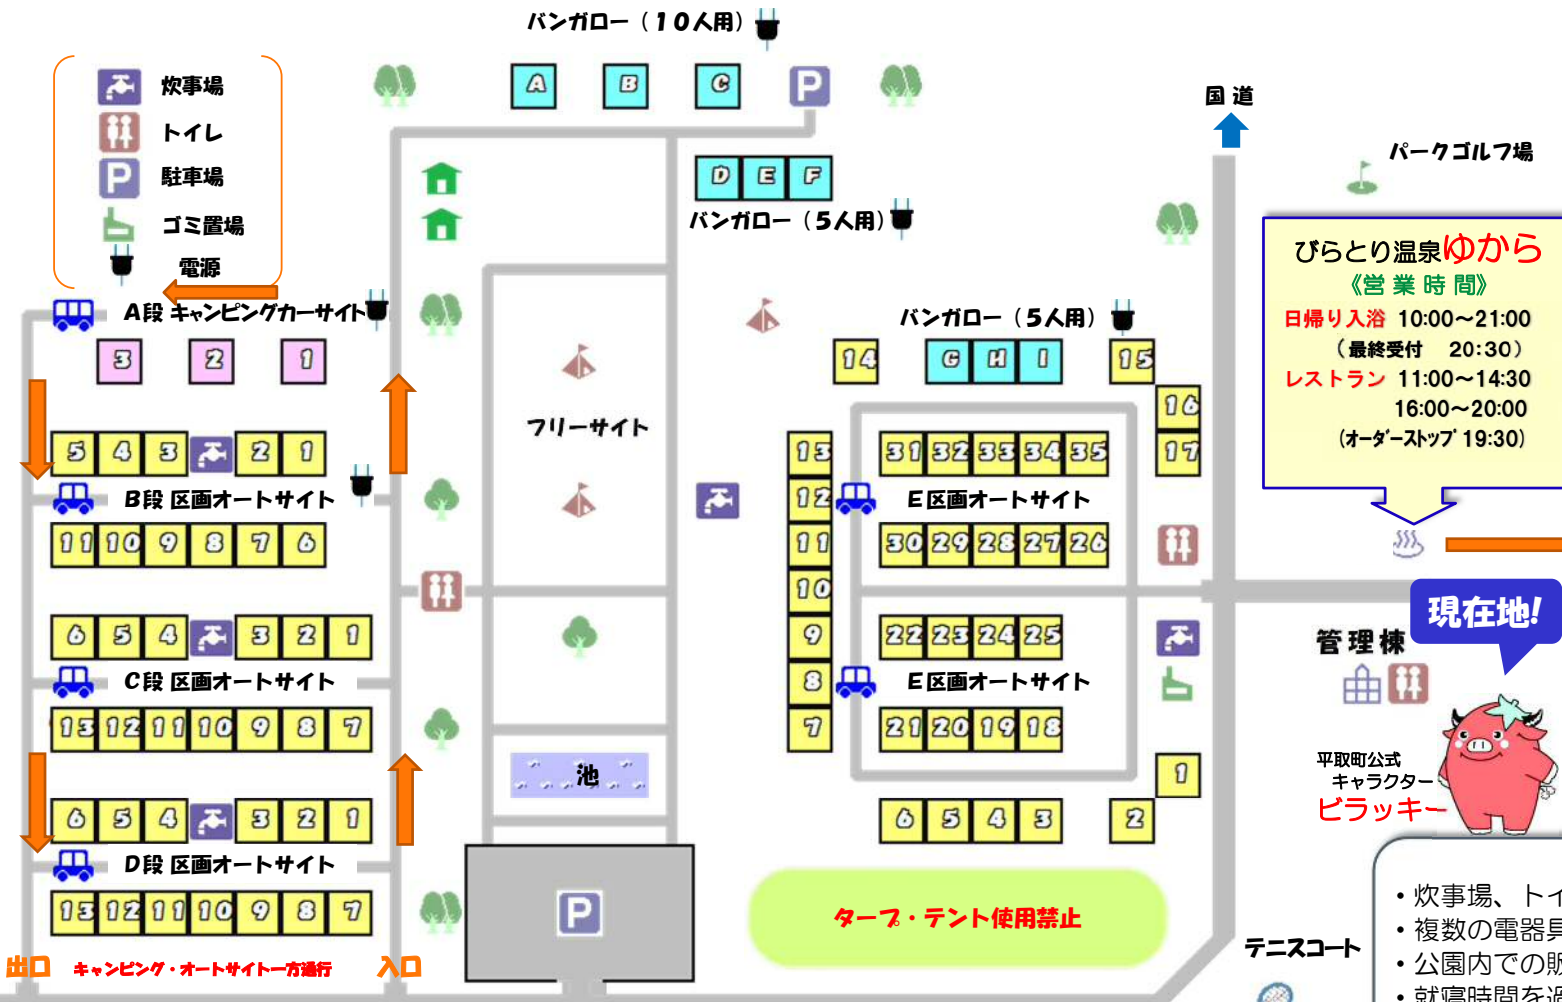 バンガロー（10人用）
炊事場
トイレ
駐車場
ゴミ置場
電源
A B C
P
国道
パークゴルフ場
D E F
バンガロー（5人用）
びらとり温泉ゆから
《営業時間》
日帰り入浴 10:00～21:00
（最終受付 20:30）
レストラン 11:00～14:30
16:00～20:00
(オーダーストップ 19:30)
A段 キャンピングカーサイト
3 2 1
バンガロー（5人用）
14 G H I 15
16
17
フリーサイト
5 4 3 2 1
B段 区画オートサイト
11 10 9 8 7 6
13
12
11
10
9
8
7
31 32 33 34 35
E区画オートサイト
30 29 28 27 26
6 5 4 3 2 1
C段 区画オートサイト
13 12 11 10 9 8 7
22 23 24 25
E区画オートサイト
21 20 19 18
現在地!
管理棟
池
1
6 5 4 3 2
平取町公式
キャラクター
ビラッキー
6 5 4 3 2 1
D段 区画オートサイト
13 12 11 10 9 8 7
P
タープ・テント使用禁止
出口 キャンピング・オートサイト一方通行 入口
テニスコート
・炊事場、トイ
・複数の電器具
・公園内での販
・就寝時間を過